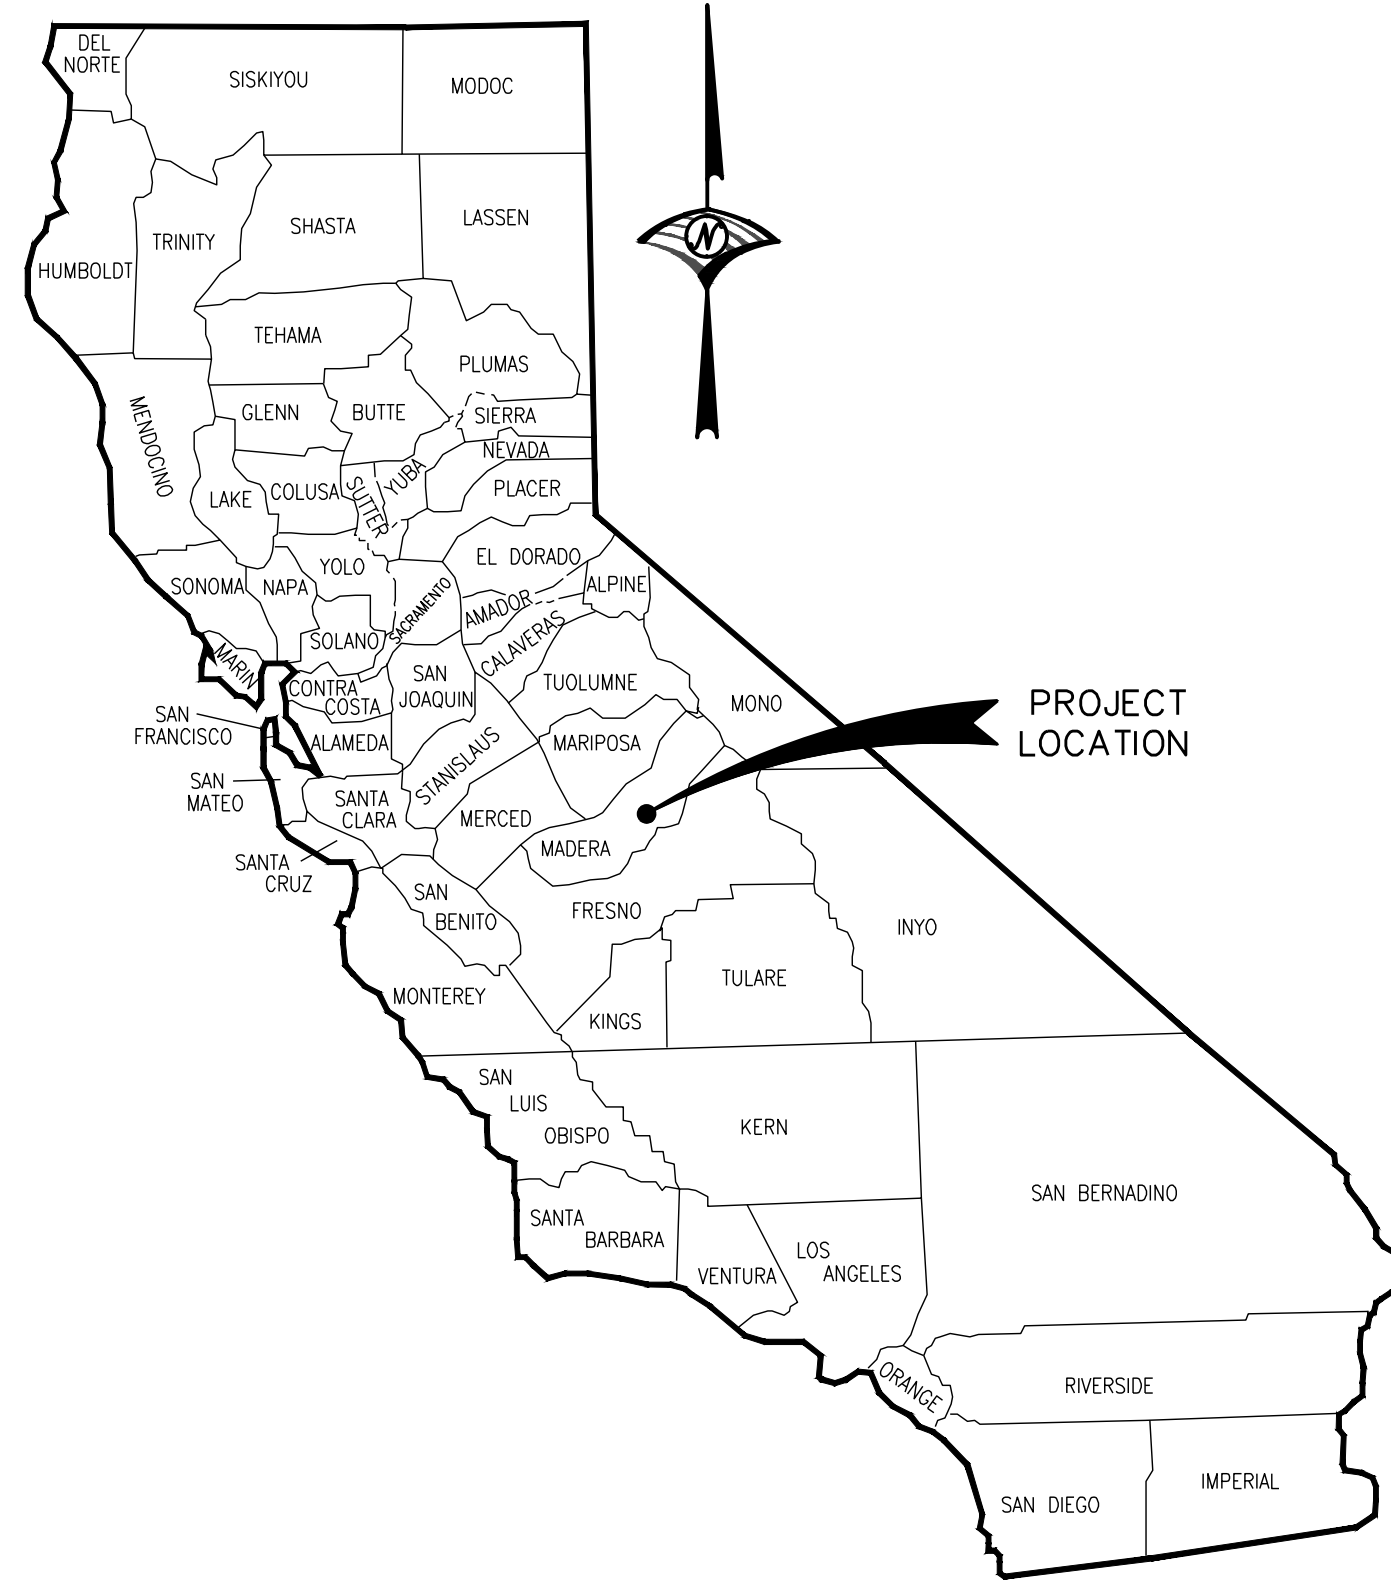 DEL
NORTE
SISKIYOU
MODOC
HUMBOLDT
TRINITY
SHASTA
LASSEN
N
TEHAMA
PLUMAS
MENDOCINO
GLENN
BUTTE
SIERRA
NEVADA
LAKE
COLUSA
SUTTER
YUBA
PLACER
SONOMA
NAPA
YOLO
EL DORADO
ALPINE
SACRAMENTO
AMADOR
SOLANO
CALAVERAS
MARIN
CONTRA
COSTA
SAN
JOAQUIN
TUOLUMNE
MONO
PROJECT
LOCATION
SAN
FRANCISCO
ALAMEDA
STANISLAUS
MARIPOSA
SAN
MATEO
SANTA
CLARA
MERCED
MADERA
SANTA
CRUZ
SAN
BENITO
FRESNO
INYO
MONTEREY
KINGS
TULARE
SAN
LUIS
OBISPO
KERN
SAN BERNADINO
SANTA
BARBARA
VENTURA
LOS
ANGELES
ORANGE
RIVERSIDE
SAN DIEGO
IMPERIAL